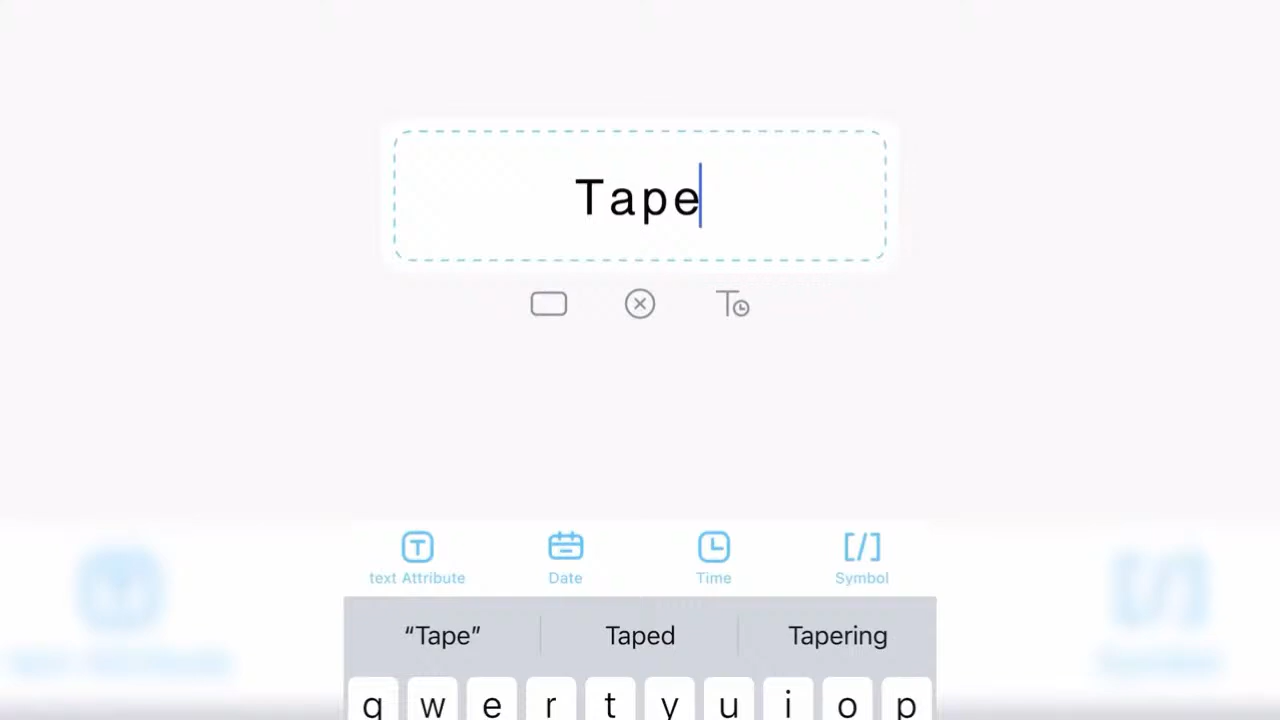 Tape
text Attribute Date Time Symbol
“Tape” Taped Tapering
q w e r t y u i o p